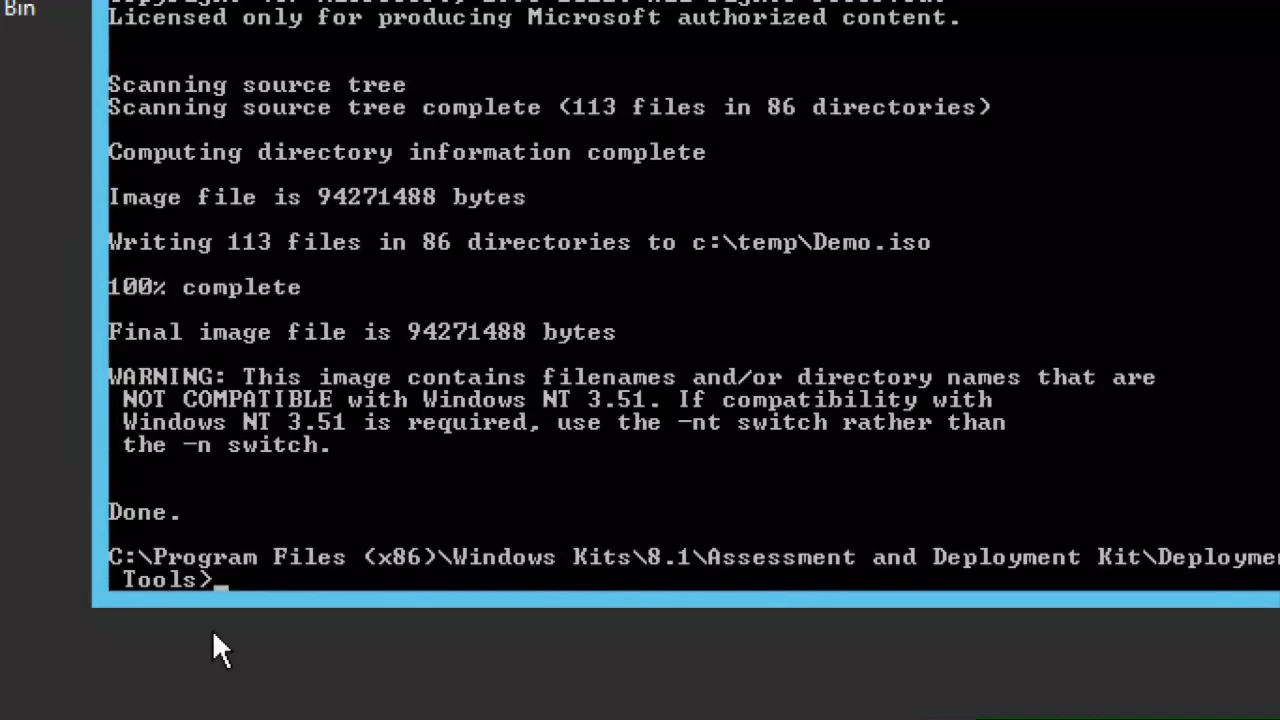 Bin
Licensed only for producing Microsoft authorized content.
Scanning source tree
Scanning source tree complete (113 files in 86 directories)
Computing directory information complete
Image file is 94271488 bytes
Writing 113 files in 86 directories to c:\temp\Demo.iso
100% complete
Final image file is 94271488 bytes
WARNING: This image contains filenames and/or directory names that are
NOT COMPATIBLE with Windows NT 3.51. If compatibility with
Windows NT 3.51 is required, use the -nt switch rather than
the -n switch.
Done.
C:\Program Files (x86)\Windows Kits\8.1\Assessment and Deployment Kit\Deployme
Tools>_